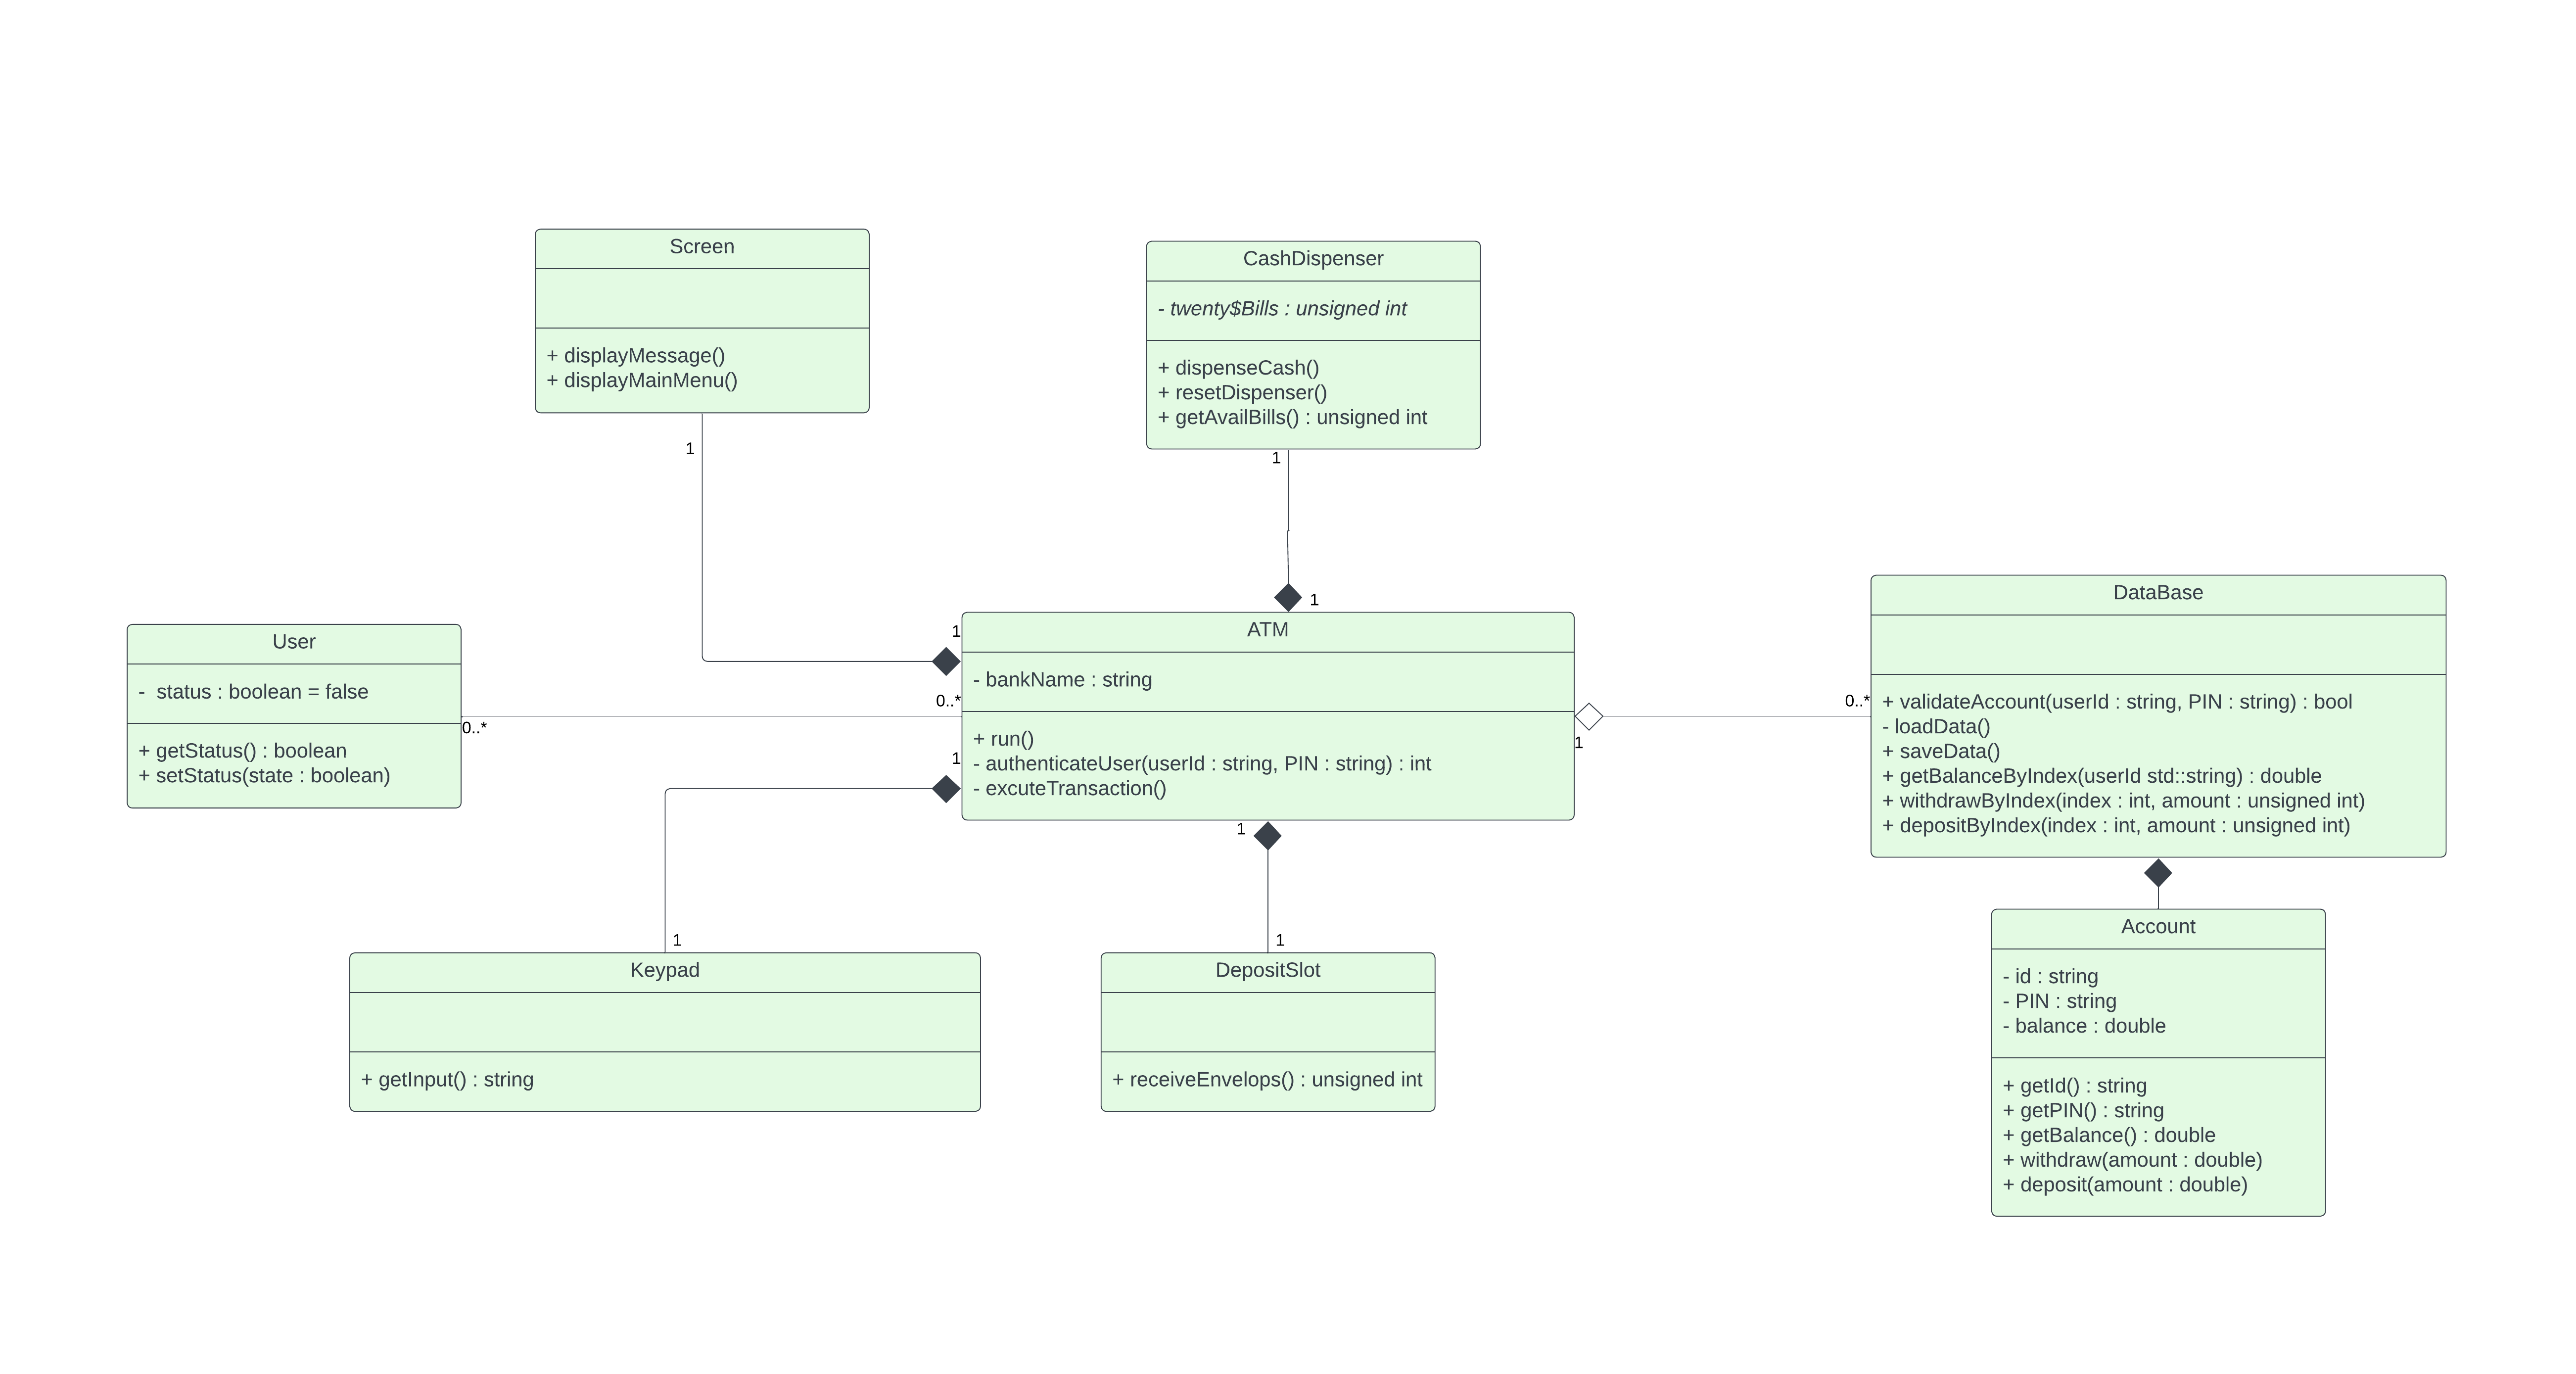 Screen
+ displayMessage()
+ displayMainMenu()
1
CashDispenser
- twenty$Bills : unsigned int
+ dispenseCash()
+ resetDispenser()
+ getAvailBills() : unsigned int
1
1
User
-  status : boolean = false
+ getStatus() : boolean
+ setStatus(state : boolean)
0..*
1
0..*
1
ATM
- bankName : string
+ run()
- authenticateUser(userId : string, PIN : string) : int
- excuteTransaction()
1
0..*
DataBase
+ validateAccount(userId : string, PIN : string) : bool
- loadData()
+ saveData()
+ getBalanceByIndex(userId std::string) : double
+ withdrawByIndex(index : int, amount : unsigned int)
+ depositByIndex(index : int, amount : unsigned int)
1
1
Keypad
+ getInput() : string
1
DepositSlot
+ receiveEnvelops() : unsigned int
Account
- id : string
- PIN : string
- balance : double
+ getId() : string
+ getPIN() : string
+ getBalance() : double
+ withdraw(amount : double)
+ deposit(amount : double)